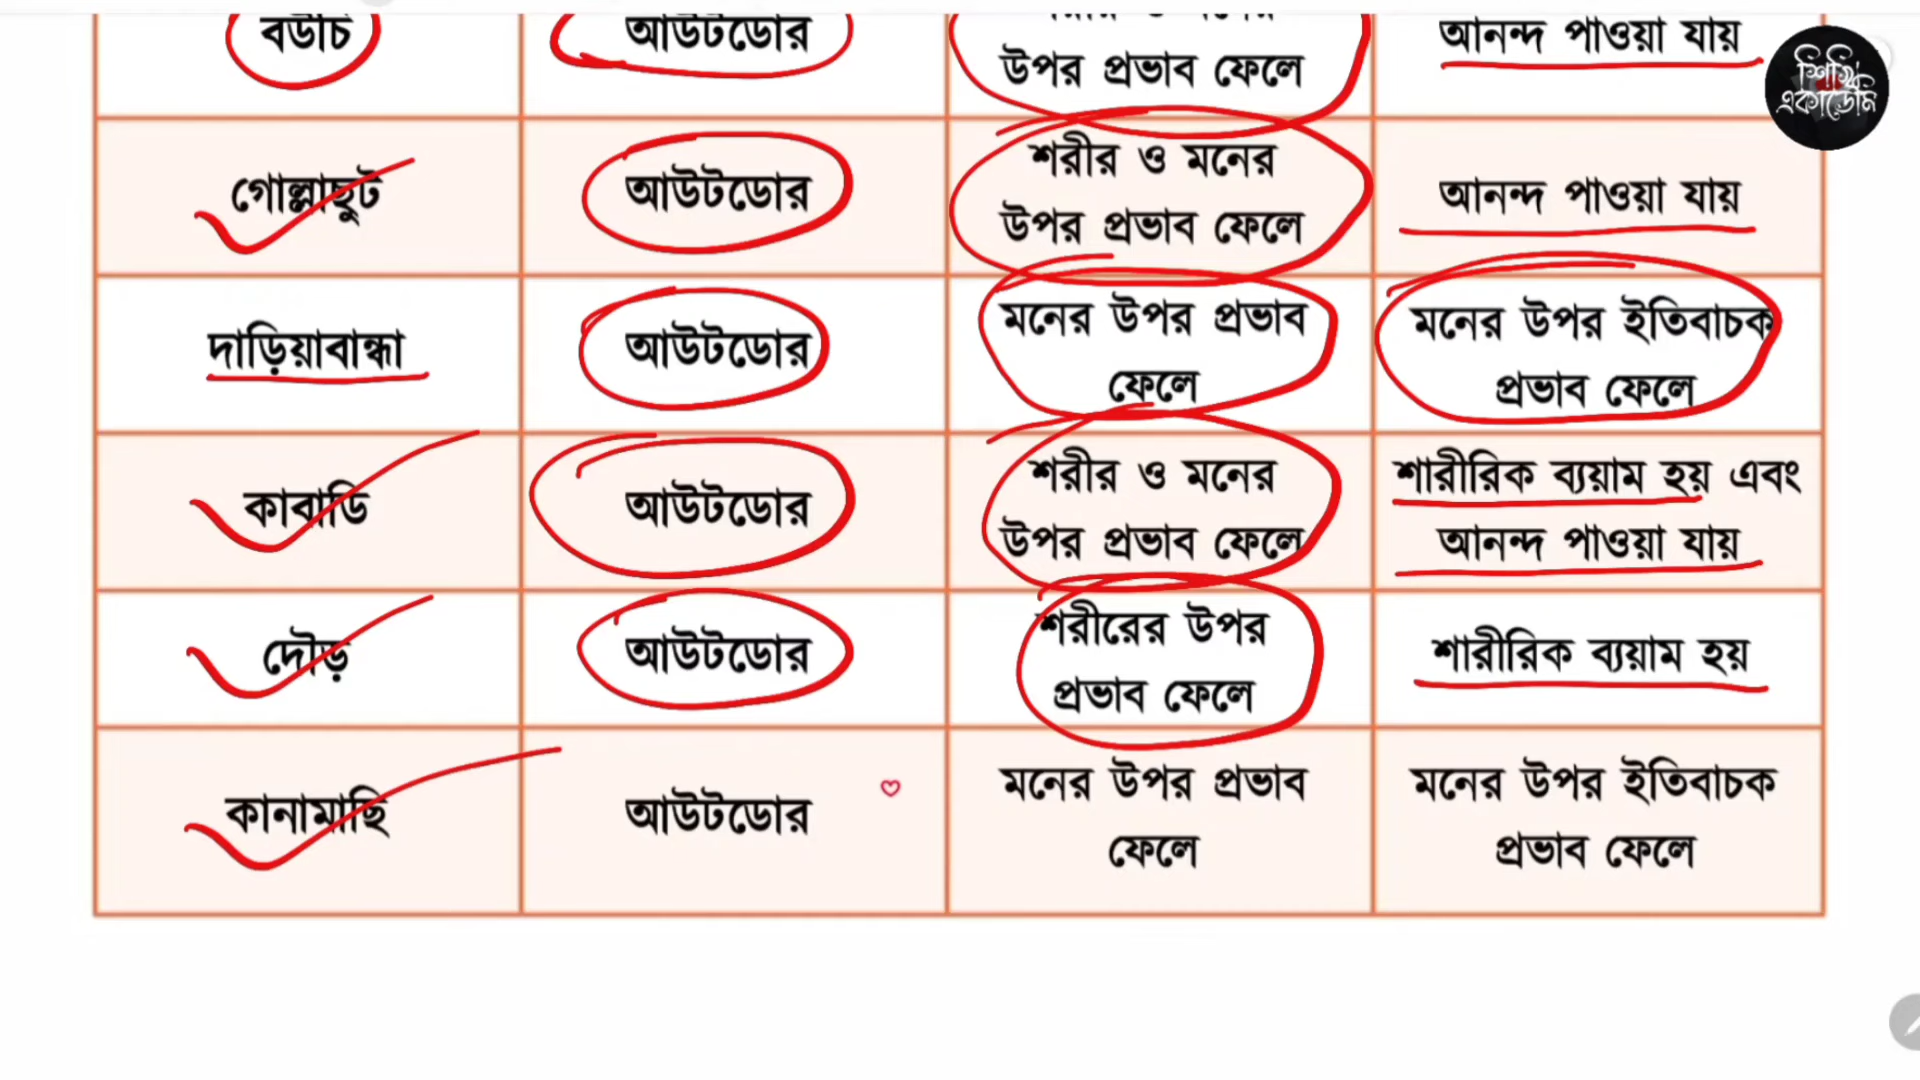 বউচি
আউটডোর
উপর প্রভাব ফেলে
আনন্দ পাওয়া যায়
শিখি
একাডেমি
গোল্লাছুট
আউটডোর
শরীর ও মনের
উপর প্রভাব ফেলে
আনন্দ পাওয়া যায়
দাড়িয়াবান্ধা
আউটডোর
মনের উপর প্রভাব
ফেলে
মনের উপর ইতিবাচক
প্রভাব ফেলে
কাবাডি
আউটডোর
শরীর ও মনের
উপর প্রভাব ফেলে
শারীরিক ব্যয়াম হয় এবং
আনন্দ পাওয়া যায়
দৌড়
আউটডোর
শরীরের উপর
প্রভাব ফেলে
শারীরিক ব্যয়াম হয়
কানামাছি
আউটডোর
মনের উপর প্রভাব
ফেলে
মনের উপর ইতিবাচক
প্রভাব ফেলে